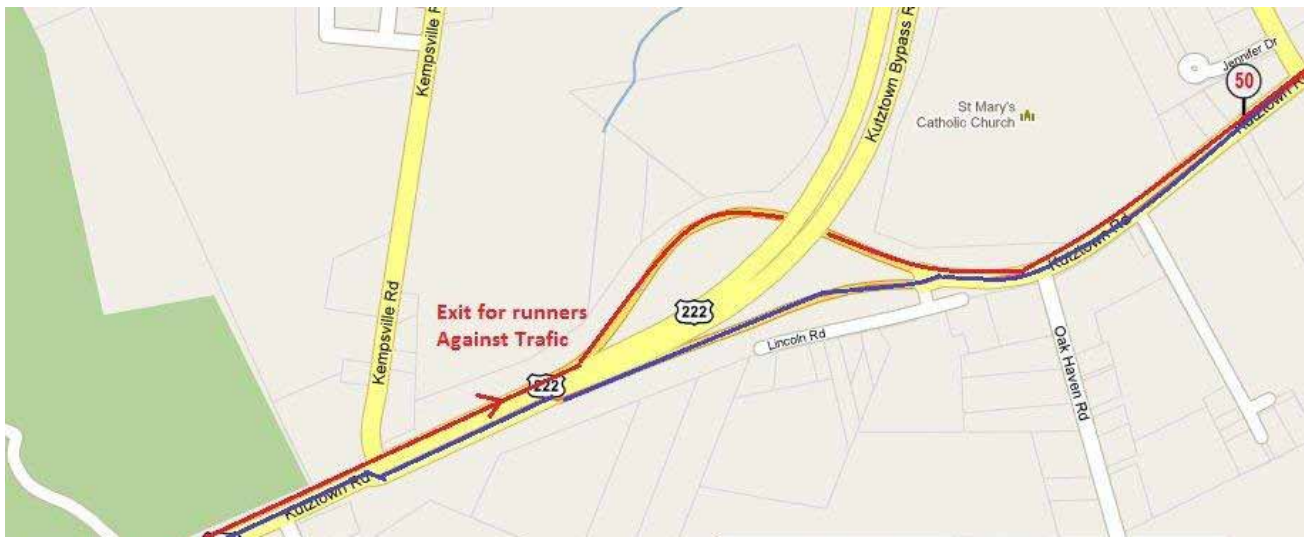 Kempsville R
Kempsville Rd
Kempsville Rd
Kutztown Bypass R
Jennifer Dr
50
Kutztown R
St Mary's
Catholic Church
Kutztown Rd
222
Exit for runners
Against Trafic
Lincoln Rd
222
Oak Haven Rd
Kutztown Rd